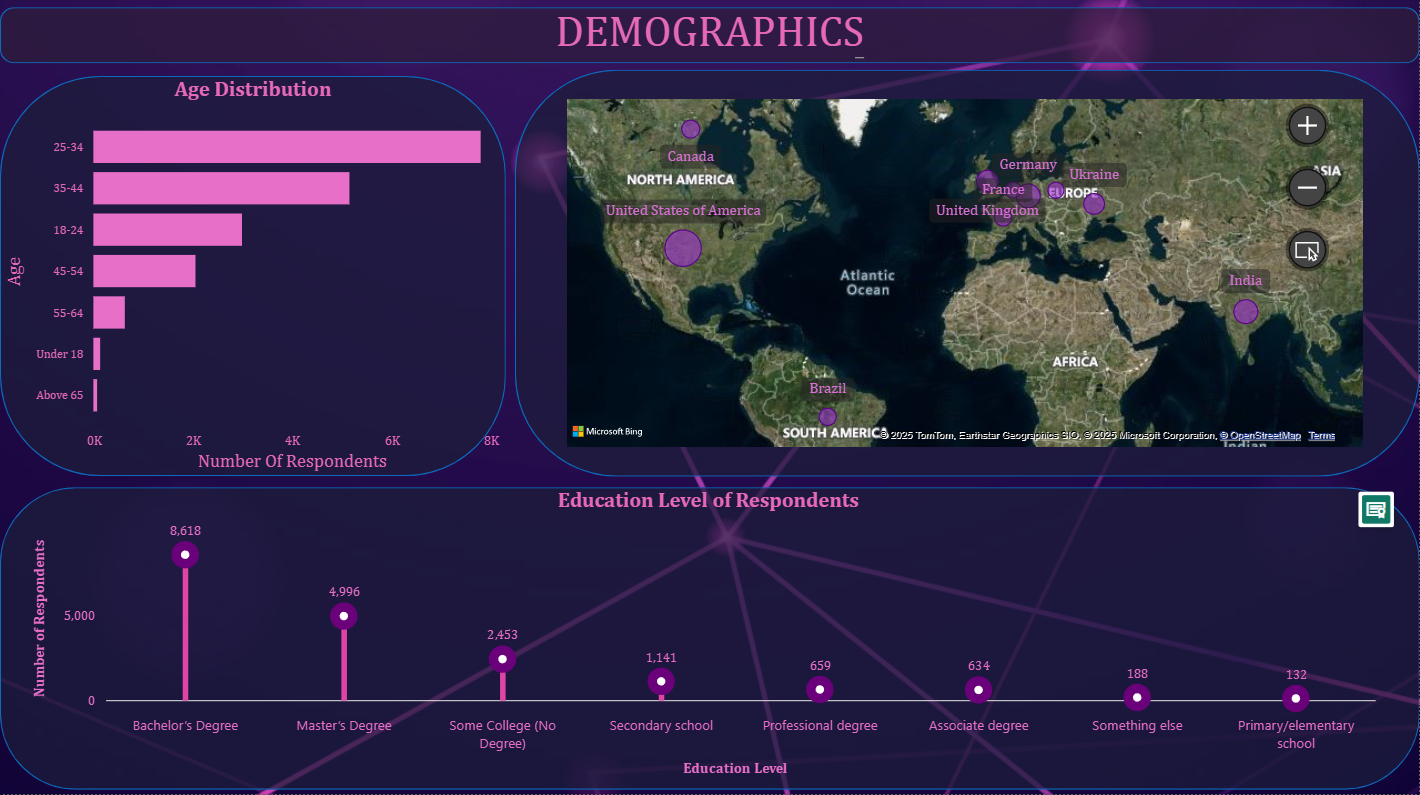 DEMOGRAPHICS_
Age Distribution
Age
25-34
35-44
18-24
45-54
55-64
Under 18
Above 65
0K 2K 4K 6K 8K
Number Of Respondents
Canada
NORTH AMERICA
United States of America
Germany
Ukraine
France
EUROPE
United Kingdom
ASIA
Atlantic
Ocean
India
AFRICA
Brazil
SOUTH AMERICA
Microsoft Bing
© 2025 TomTom, Earthstar Geographics SIO, © 2025 Microsoft Corporation, © OpenStreetMap Terms
Indian
Education Level of Respondents
Number of Respondents
5,000
0
8,618
4,996
2,453
1,141
659
634
188
132
Bachelor's Degree
Master's Degree
Some College (No
Degree)
Secondary school
Professional degree
Associate degree
Something else
Primary/elementary
school
Education Level